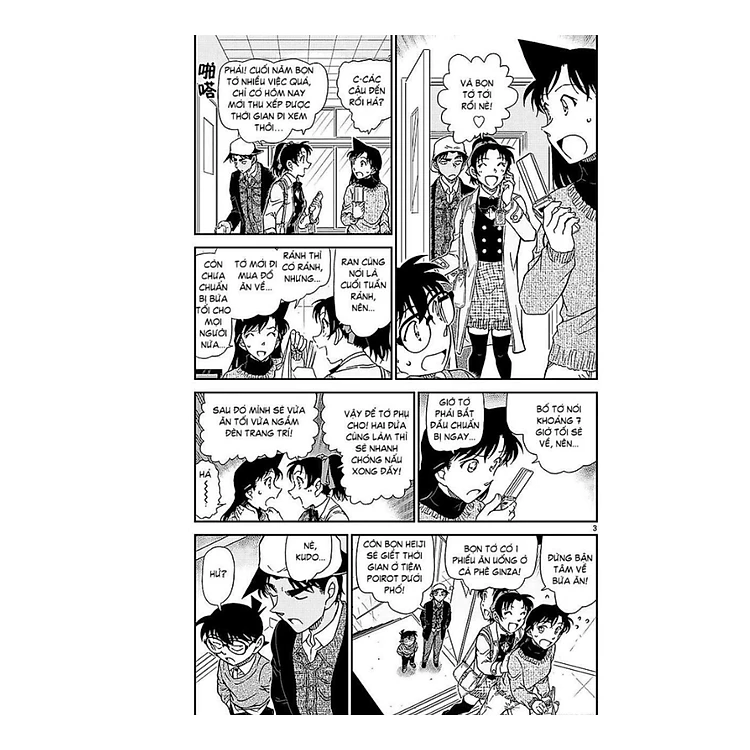 VÀ BỌN
TỚ TỚI
RỒI NÈ!
♡
C-CÁC
CẬU ĐẾN
RỒI HẢ?
PHẢI! CUỐI NĂM BỌN
TỚ NHIỀU VIỆC QUÁ,
CHỈ CÓ HÔM NAY
MỚI THU XẾP ĐƯỢC
THỜI GIAN ĐI XEM
THÔI...
啪
嗒
RAN CŨNG
NÓI LÀ
CUỐI TUẦN
RẢNH,
NÊN...
RẢNH THÌ
CÓ RẢNH,
NHƯNG...
TỚ MỚI ĐI
MUA ĐỒ
ĂN VỀ...
CÒN
CHƯA
CHUẨN
BỊ BỮA
TỐI CHO
MỌI
NGƯỜI
NỮA...
BỐ TỚ NÓI
KHOẢNG 7
GIỜ TỐI SẼ
VỀ, NÊN...
GIỜ TỚ
PHẢI BẮT
ĐẦU CHUẨN
BỊ NGAY...
VẬY ĐỂ TỚ PHỤ
CHO! HAI ĐỨA
CÙNG LÀM THÌ
SẼ NHANH
CHÓNG NẤU
XONG ĐẤY!
SAU ĐÓ MÌNH SẼ VỪA
ĂN TỐI VỪA NGẮM
ĐÈN TRANG TRÍ!
HẢ
3
ĐỪNG BẬN
TÂM VỀ
BỮA ĂN!
BỌN TỚ CÓ 1
PHIẾU ĂN UỐNG Ở
CÀ PHÊ GINZA!
CÒN BỌN HEIJI
SẼ GIẾT THỜI
GIAN Ở TIỆM
POIROT DƯỚI
PHỐ!
NÈ,
KUDO...
HỬ?